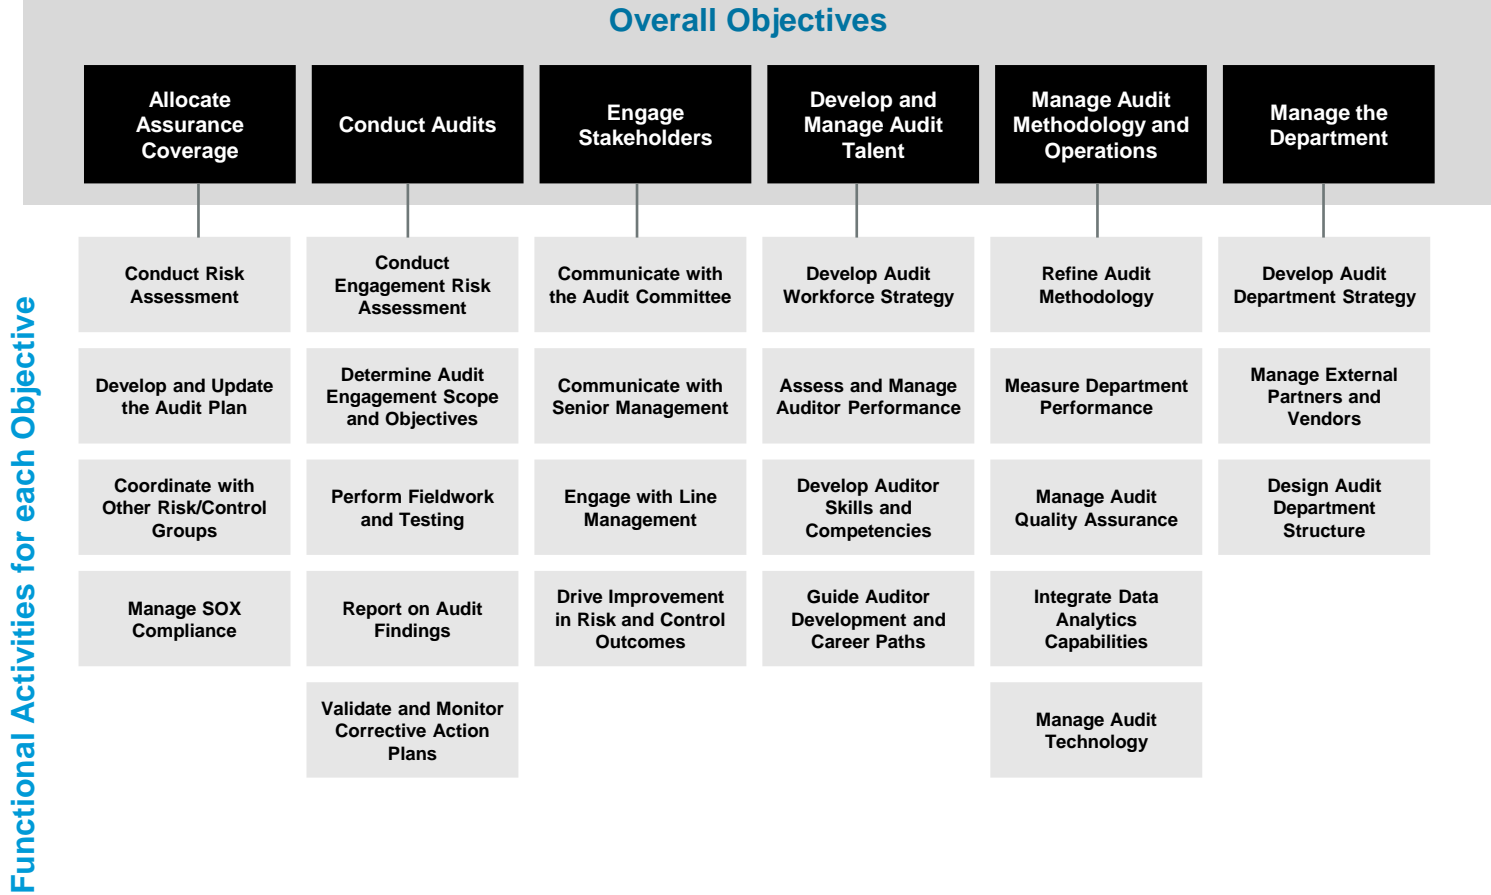 Overall Objectives
Allocate
Assurance
Coverage
Conduct Audits
Engage
Stakeholders
Develop and
Manage Audit
Talent
Manage Audit
Methodology and
Operations
Manage the
Department
Functional Activities for each Objective
Conduct Risk
Assessment
Develop and Update
the Audit Plan
Coordinate with
Other Risk/Control
Groups
Manage SOX
Compliance
Conduct
Engagement Risk
Assessment
Determine Audit
Engagement Scope
and Objectives
Perform Fieldwork
and Testing
Report on Audit
Findings
Validate and Monitor
Corrective Action
Plans
Communicate with
the Audit Committee
Communicate with
Senior Management
Engage with Line
Management
Drive Improvement
in Risk and Control
Outcomes
Develop Audit
Workforce Strategy
Assess and Manage
Auditor Performance
Develop Auditor
Skills and
Competencies
Guide Auditor
Development and
Career Paths
Refine Audit
Methodology
Measure Department
Performance
Manage Audit
Quality Assurance
Integrate Data
Analytics
Capabilities
Manage Audit
Technology
Develop Audit
Department Strategy
Manage External
Partners and
Vendors
Design Audit
Department
Structure